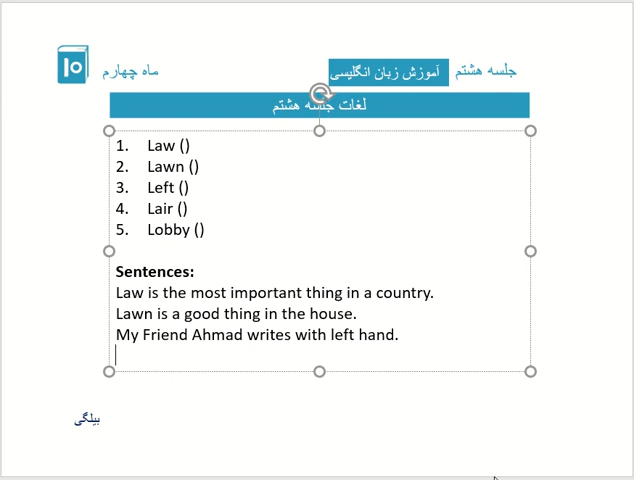 جلسه هشتم آموزش زبان انگلیسی ماه چهارم
لغات جلسه هشتم
1. Law ()
2. Lawn ()
3. Left ()
4. Lair ()
5. Lobby ()
Sentences:
Law is the most important thing in a country.
Lawn is a good thing in the house.
My Friend Ahmad writes with left hand.
بیلگی